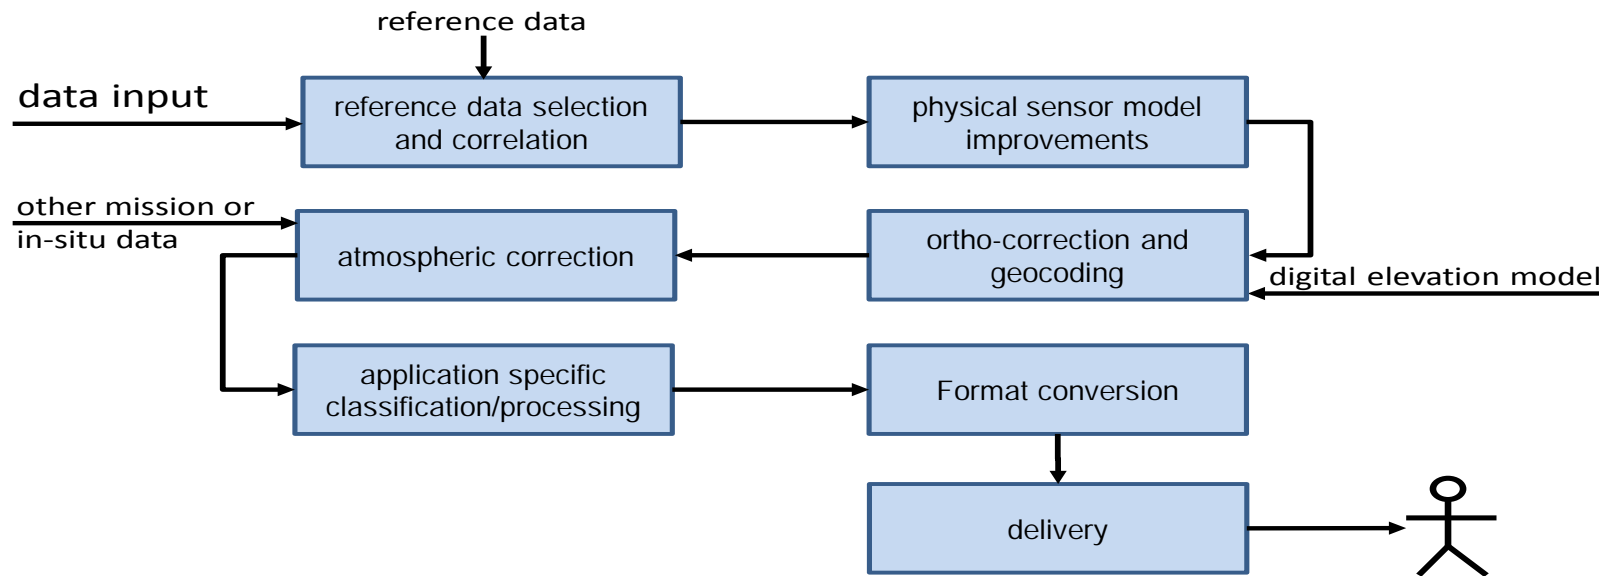 reference data
data input
reference data selection
and correlation
physical sensor model
improvements
other mission or
in-situ data
atmospheric correction
ortho-correction and
geocoding
digital elevation model
application specific
classification/processing
Format conversion
delivery